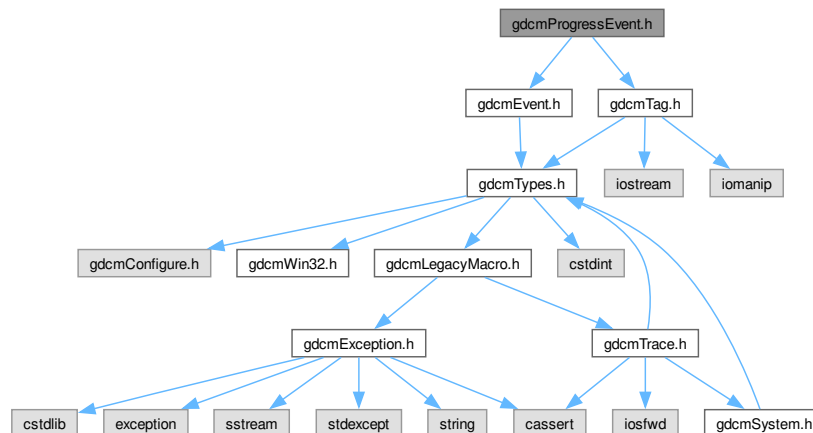 gdcmProgressEvent.h
gdcmEvent.h
gdcmTag.h
gdcmTypes.h
iostream
iomanip
gdcmConfigure.h
gdcmWin32.h
gdcmLegacyMacro.h
cstdint
gdcmException.h
gdcmTrace.h
cstdlib
exception
sstream
stdexcept
string
cassert
iosfwd
gdcmSystem.h